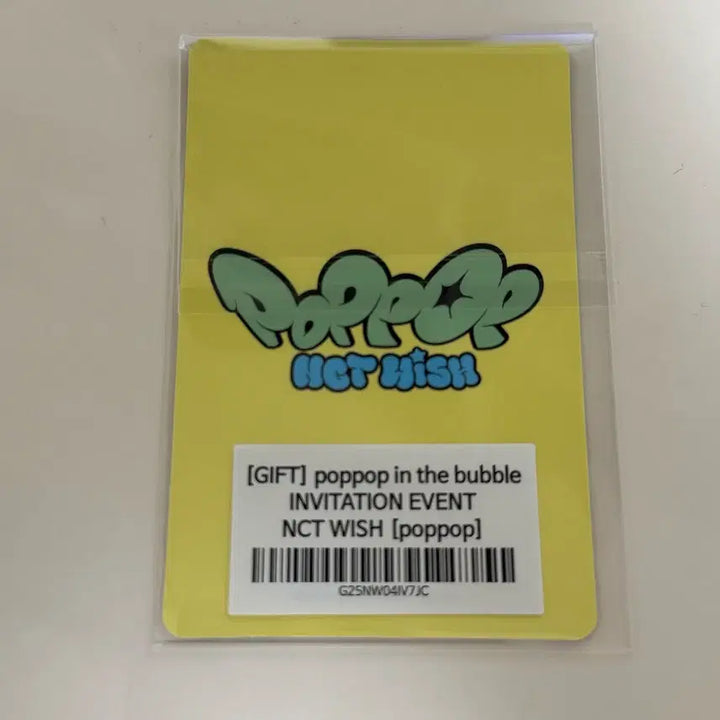 POPPOP
NCT WISH
[GIFT] poppop in the bubble
INVITATION EVENT
NCT WISH [poppop]
G25NW04IV7JC